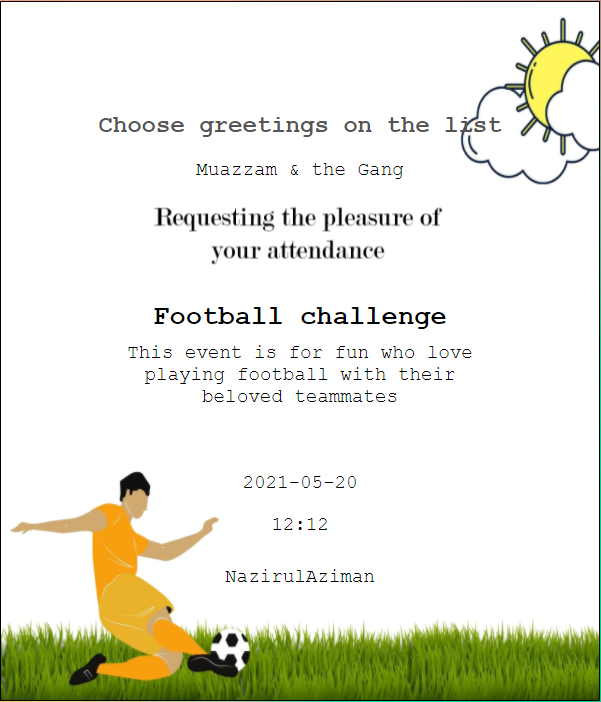 Choose greetings on the list
Muazzam & the Gang
Requesting the pleasure of
your attendance
Football challenge
This event is for fun who love
playing football with their
beloved teammates
2021-05-20
12:12
NazirulAziman